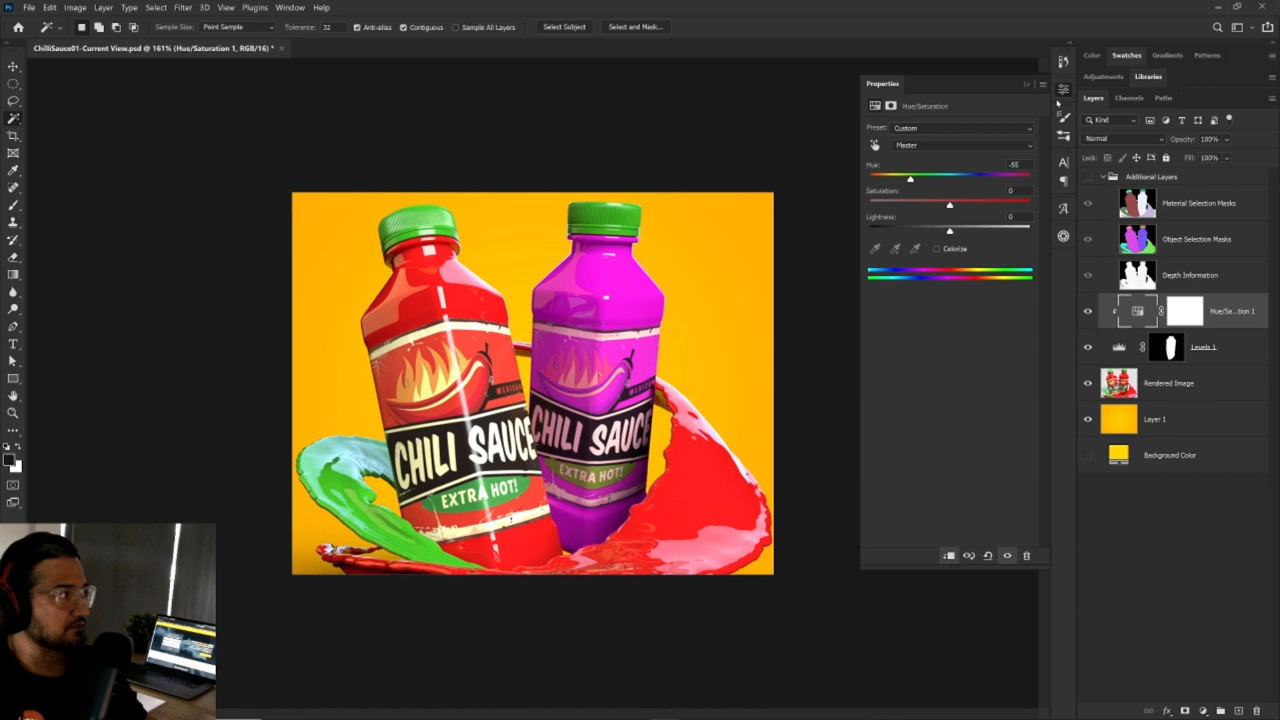 Ps File Edit Image Layer Type Select Filter 3D View Plugins Window Help
Sample Size: Point Sample Tolerance: 32 Anti-alias Contiguous Sample All Layers Select Subject Select and Mask...
ChilliSauce01-Current View.psd @ 161% (Hue/Saturation 1, RGB/16) *
Color Swatches Gradients Patterns
Adjustments Libraries
Layers Channels Paths
Kind
Normal Opacity: 100%
Lock: Fill: 100%
Additional Layers
Material Selection Masks
Object Selection Masks
Depth Information
Hue/Sa...tion 1
Levels 1
Rendered Image
Layer 1
Background Color
Properties
Hue/Saturation
Preset: Custom
Master
Hue: -55
Saturation: 0
Lightness: 0
Colorize
MEXICAN
CHILI SAUCE
EXTRA HOT!
MEXICAN
CHILI SAUCE
EXTRA HOT!